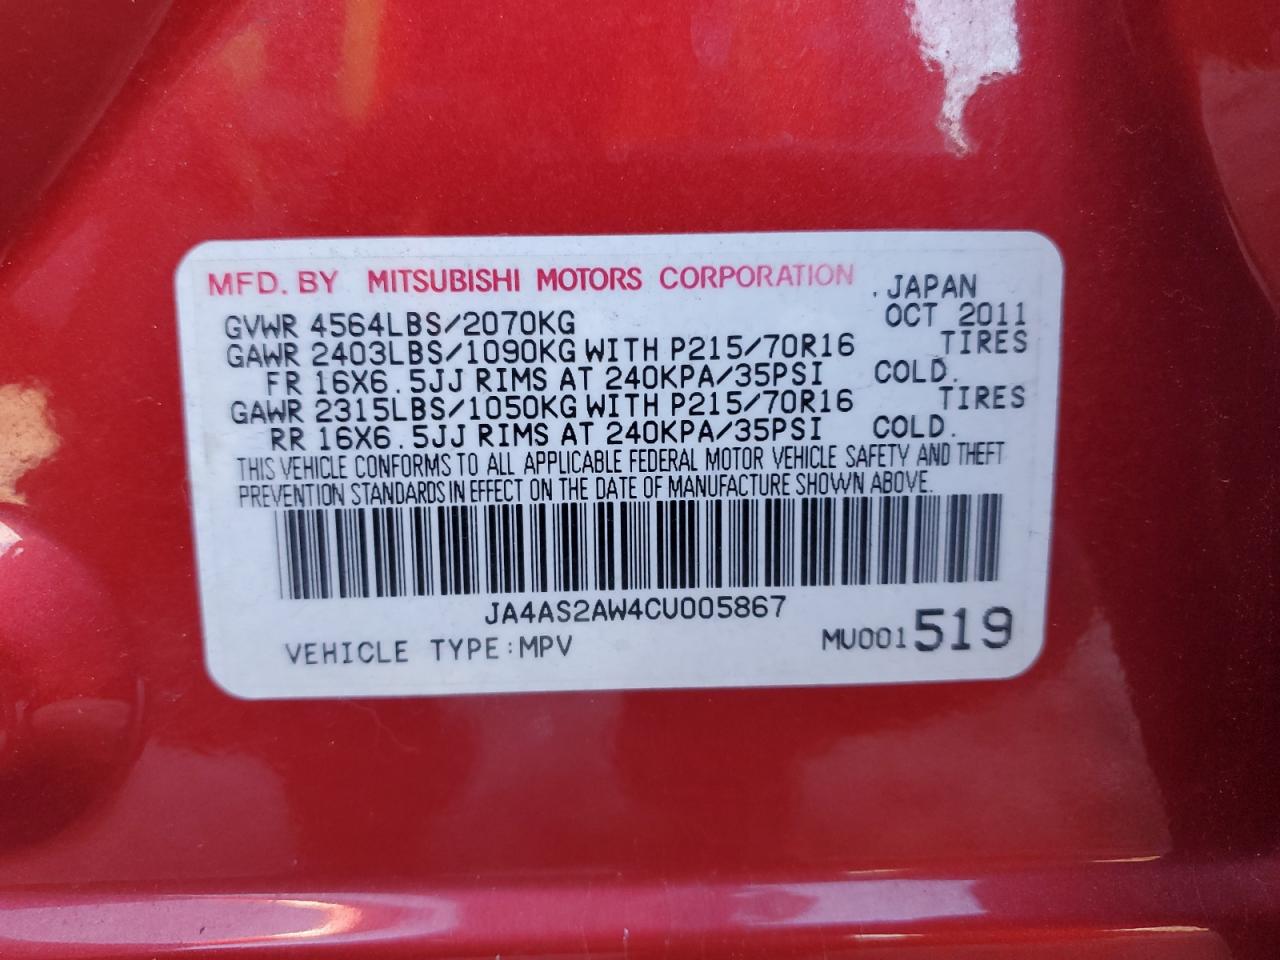 MFD. BY MITSUBISHI MOTORS CORPORATION .JAPAN
GVWR 4564LBS/2070KG OCT 2011
GAWR 2403LBS/1090KG WITH P215/70R16 TIRES
FR 16X6.5JJ RIMS AT 240KPA/35PSI COLD.
GAWR 2315LBS/1050KG WITH P215/70R16 TIRES
RR 16X6.5JJ RIMS AT 240KPA/35PSI COLD.
THIS VEHICLE CONFORMS TO ALL APPLICABLE FEDERAL MOTOR VEHICLE SAFETY AND THEFT
PREVENTION STANDARDS IN EFFECT ON THE DATE OF MANUFACTURE SHOWN ABOVE.
JA4AS2AW4CU005867
VEHICLE TYPE:MPV MU001519